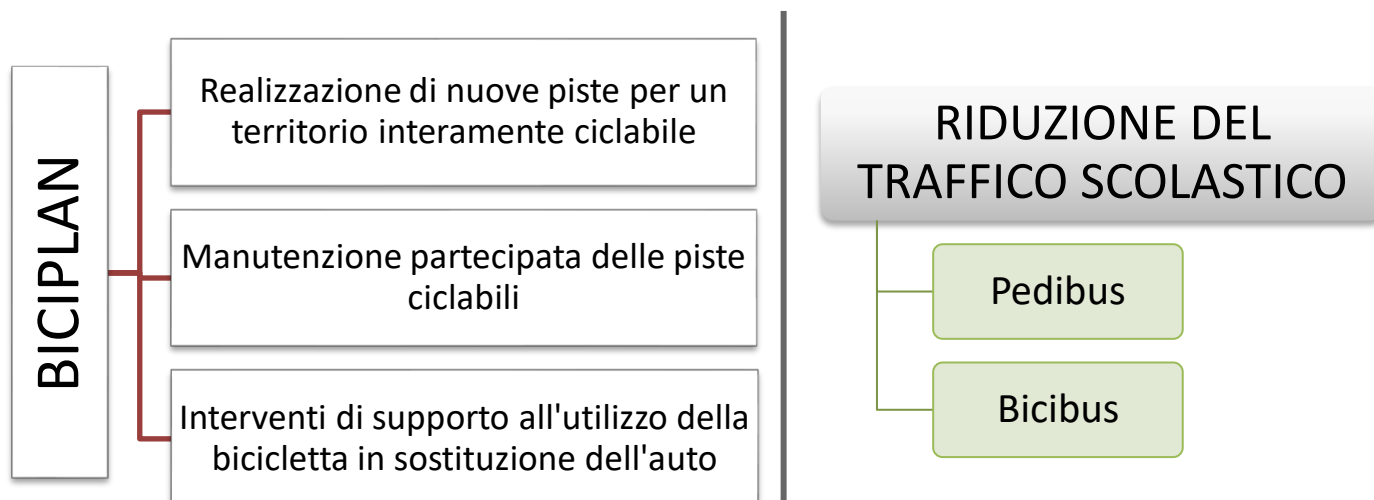 BICIPLAN
Realizzazione di nuove piste per un
territorio interamente ciclabile
Manutenzione partecipata delle piste
ciclabili
Interventi di supporto all'utilizzo della
bicicletta in sostituzione dell'auto
RIDUZIONE DEL
TRAFFICO SCOLASTICO
Pedibus
Bicibus